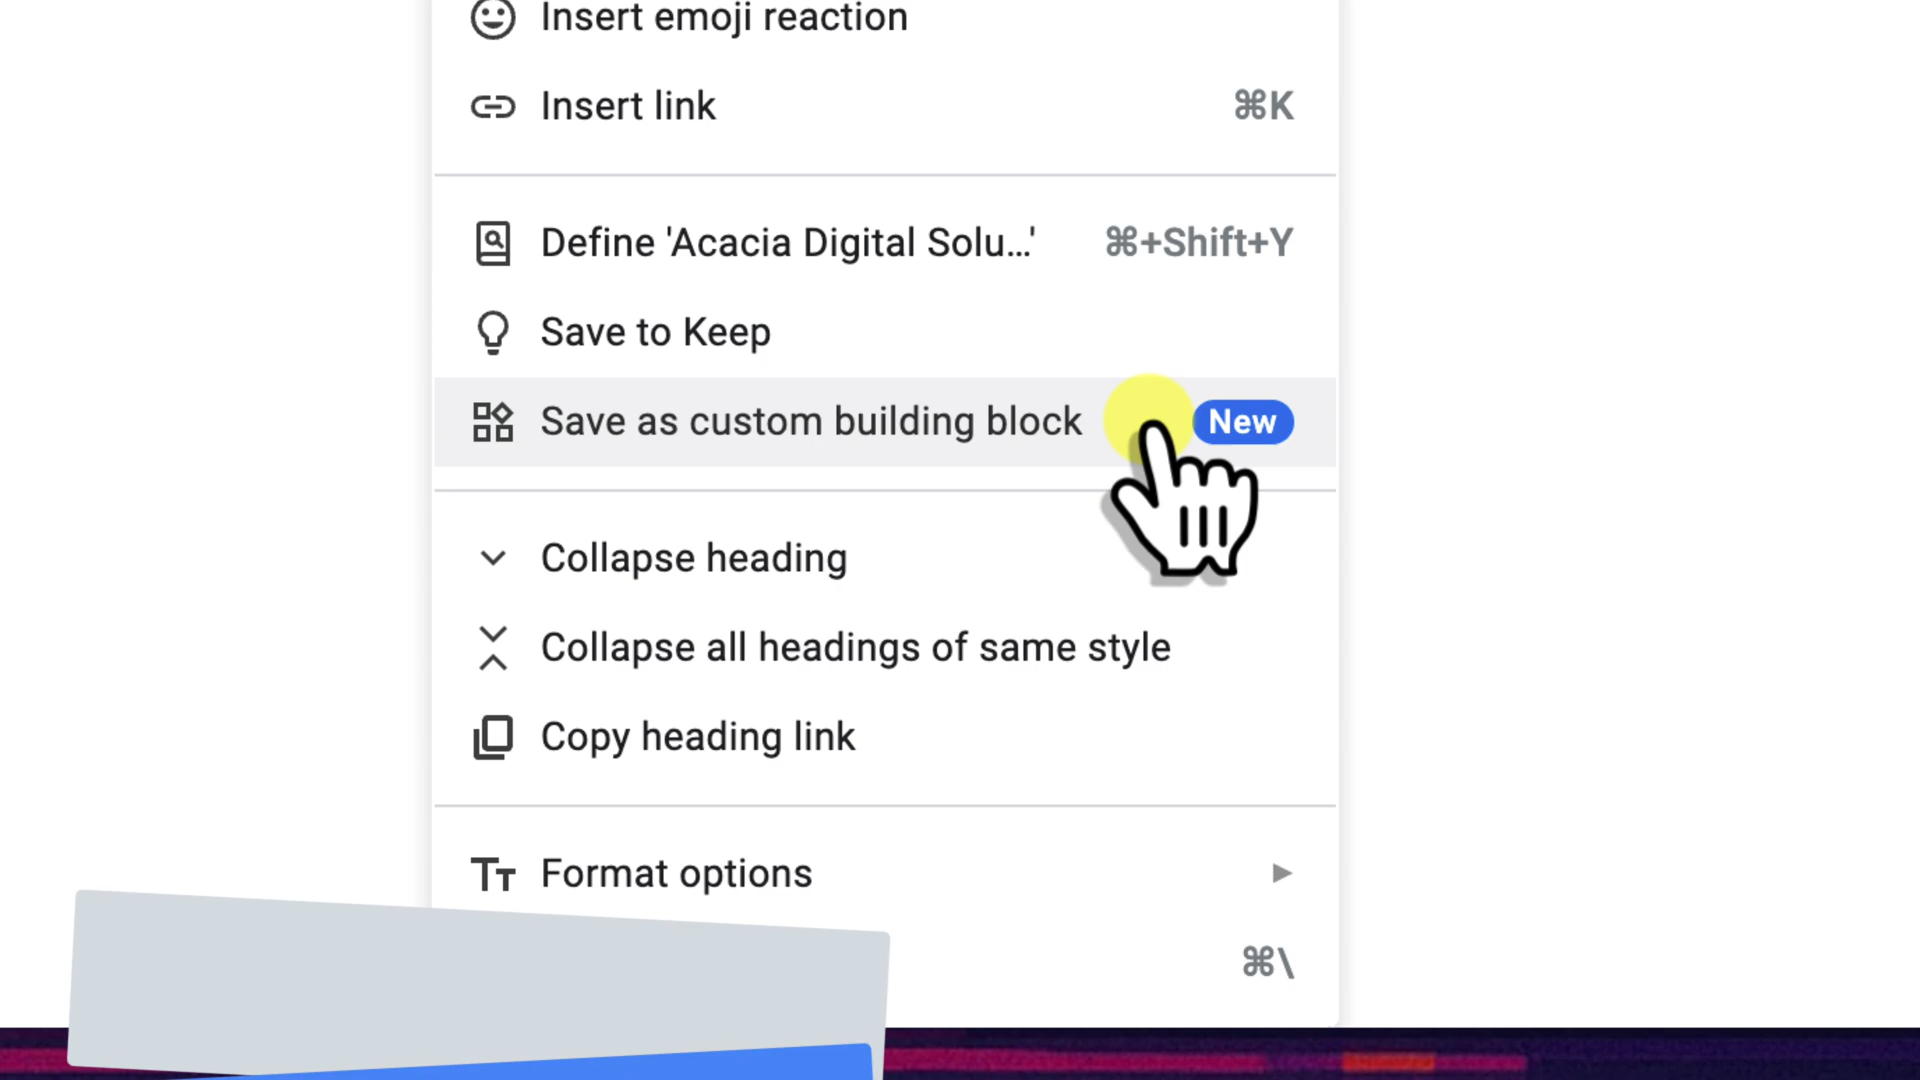 Insert emoji reaction
Insert link ⌘K
Define 'Acacia Digital Solu...' ⌘+Shift+Y
Save to Keep
Save as custom building block New
Collapse heading
Collapse all headings of same style
Copy heading link
Format options
⌘\